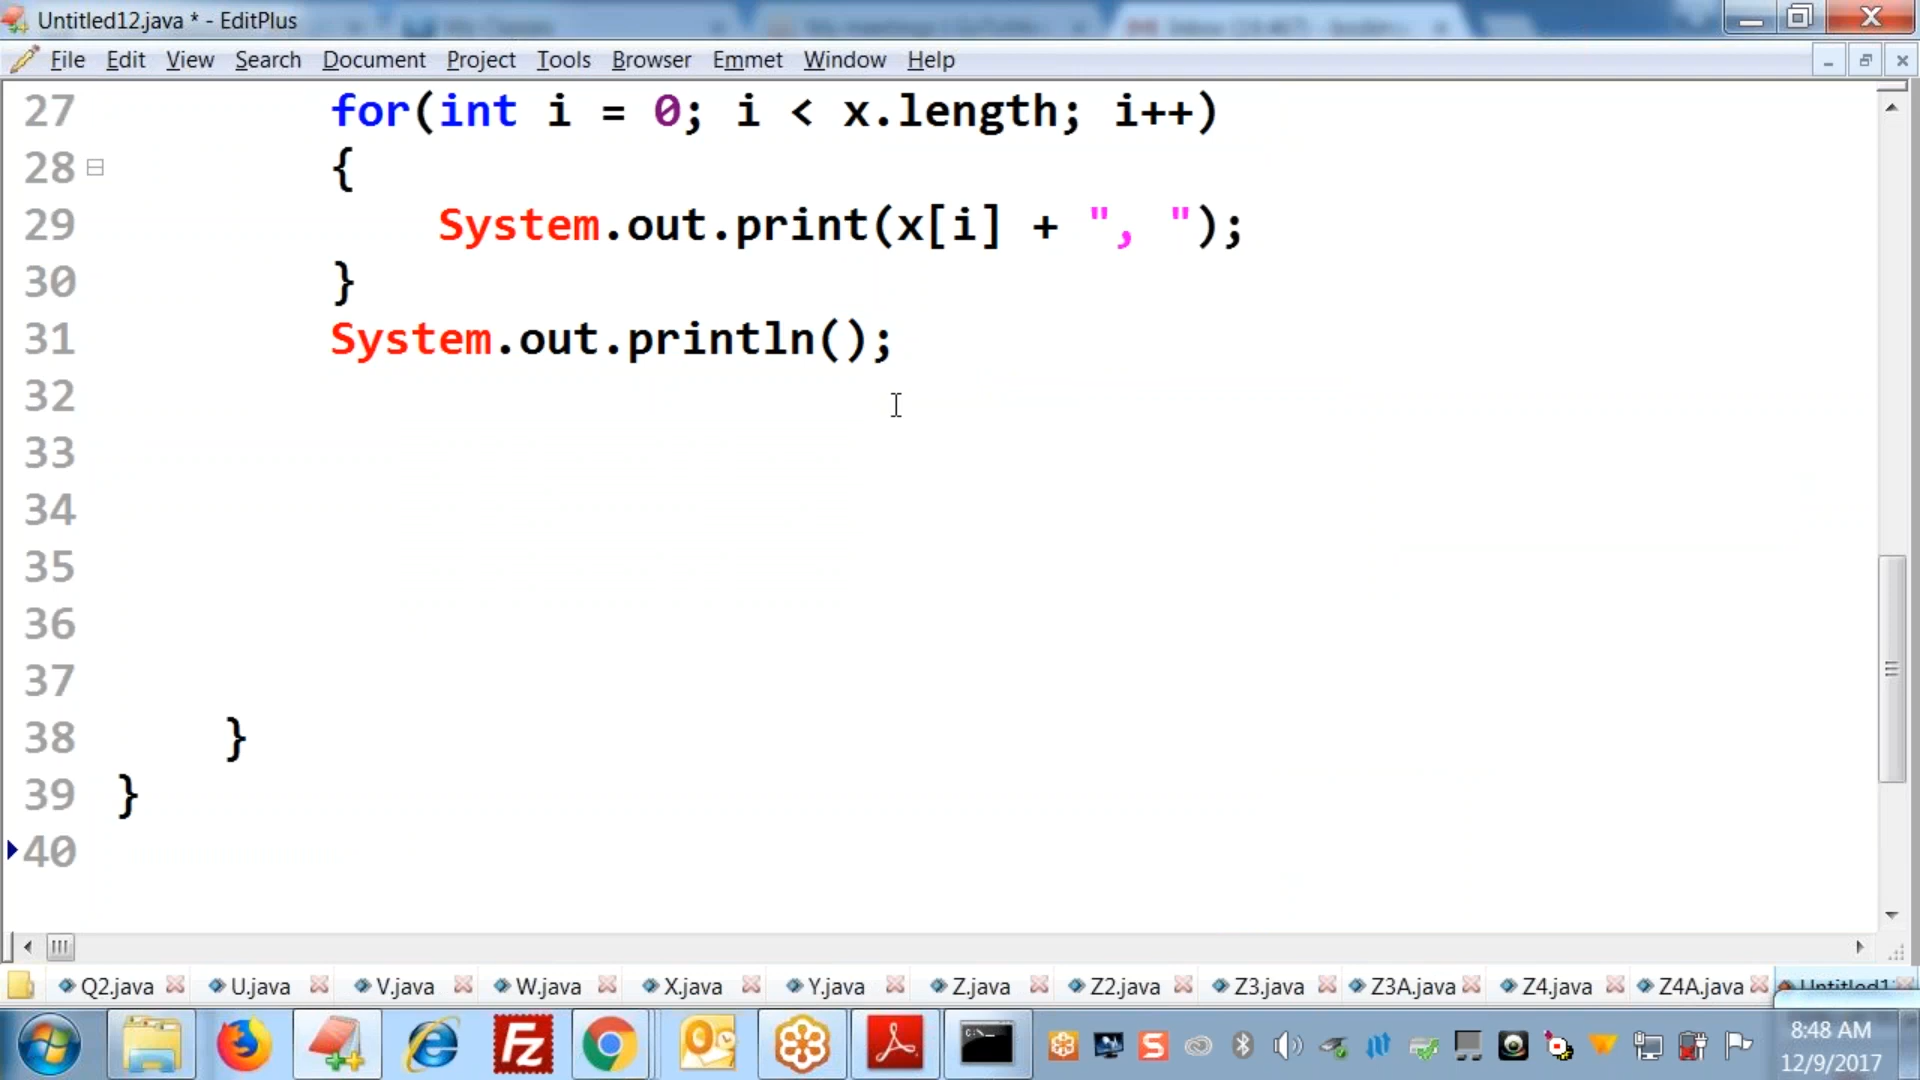 Untitled12.java * - EditPlus
File Edit View Search Document Project Tools Browser Emmet Window Help
27 for(int i = 0; i < x.length; i++)
28 {
29 System.out.print(x[i] + ", ");
30 }
31 System.out.println();
32
33
34
35
36
37
38 }
39 }
40
Q2.java U.java V.java W.java X.java Y.java Z.java Z2.java Z3.java Z3A.java Z4.java Z4A.java Untitled1
8:48 AM
12/9/2017